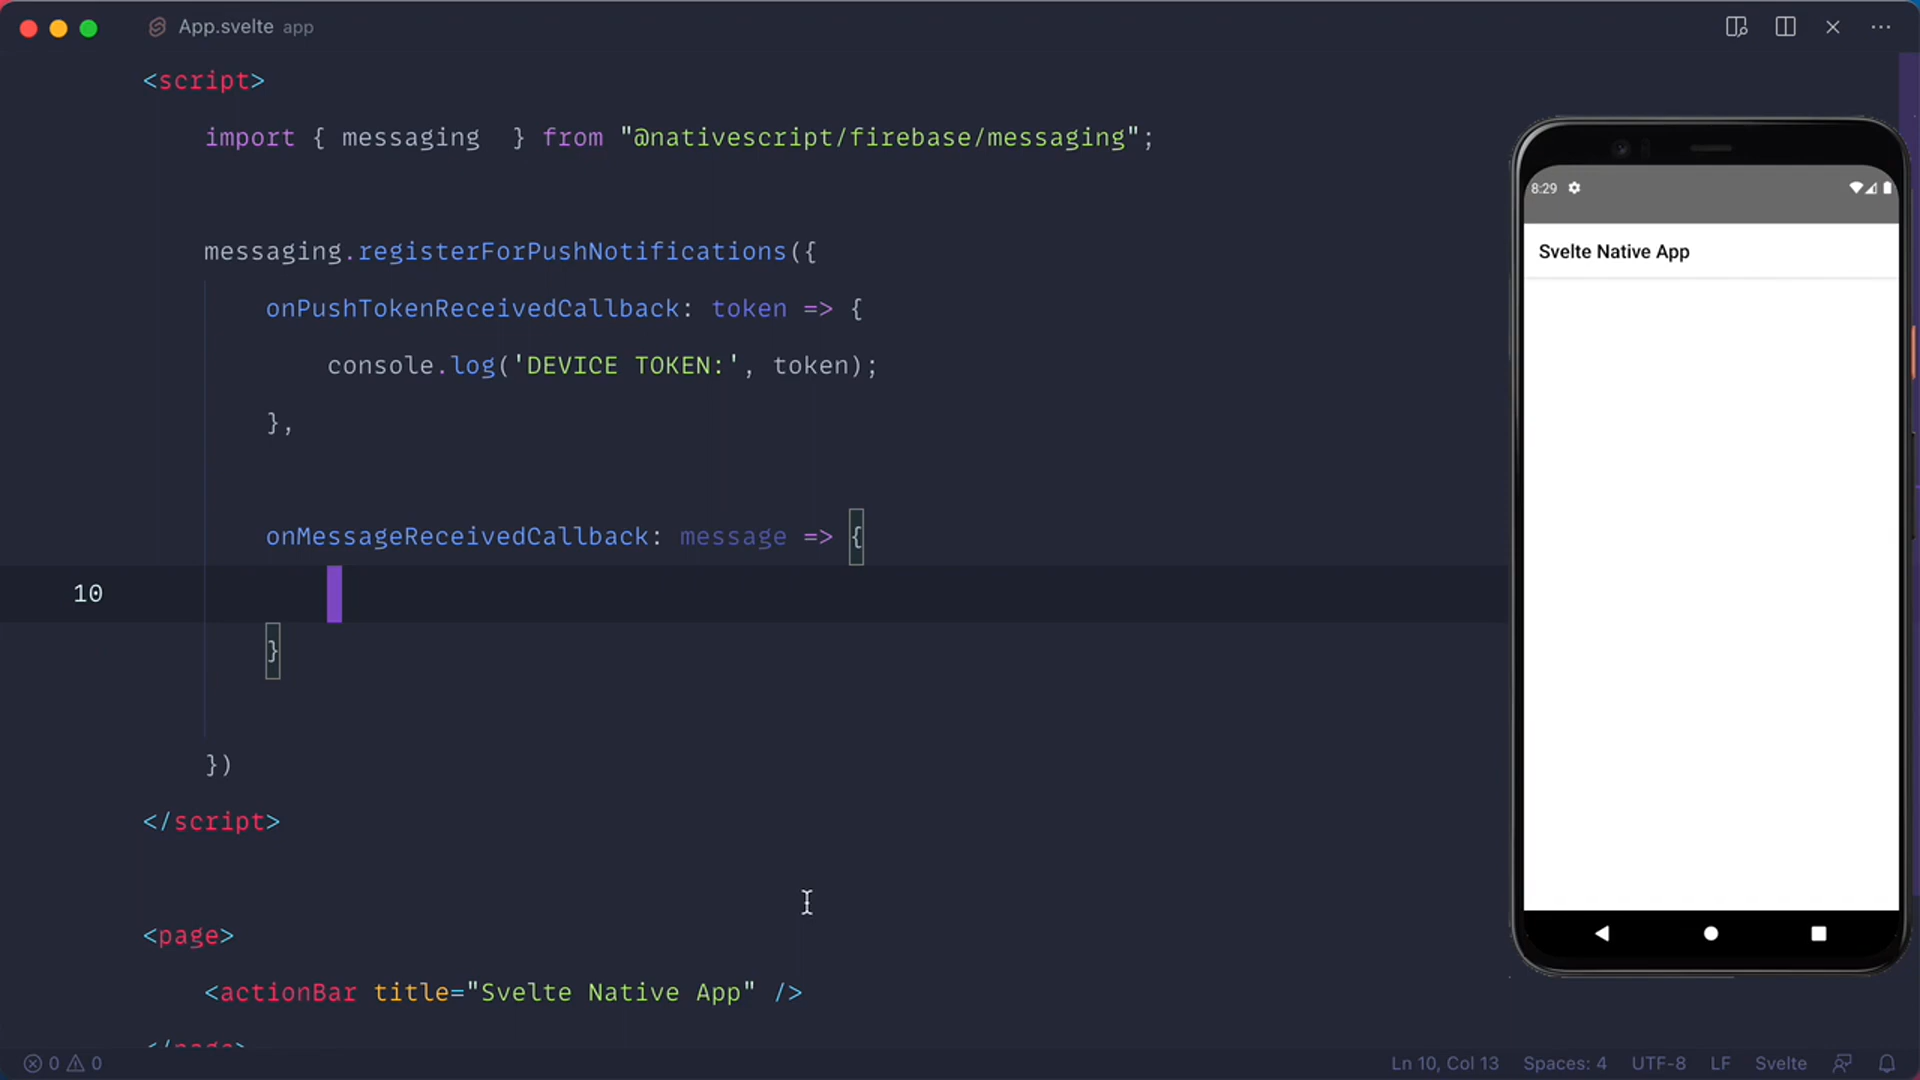 App.svelte app
<script>
import { messaging  } from "@nativescript/firebase/messaging";
messaging.registerForPushNotifications({
onPushTokenReceivedCallback: token => {
console.log('DEVICE TOKEN:', token);
},
onMessageReceivedCallback: message => {
10
}
})
</script>
<page>
<actionBar title="Svelte Native App" />
</page>
8:29
Svelte Native App
0 0
Ln 10, Col 13 Spaces: 4 UTF-8 LF Svelte